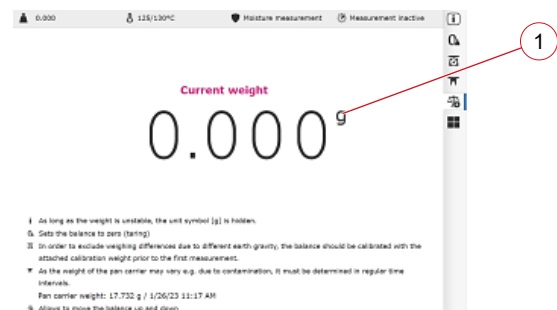 0.000 125/130°C Moisture measurement Measurement inactive
1
Current weight
0.000g
As long as the weight is unstable, the unit symbol [g] is hidden.
Sets the balance to zero (taring)
In order to exclude weighing differences due to different earth gravity, the balance should be calibrated with the
attached calibration weight prior to the first measurement.
As the weight of the pan carrier may vary e.g. due to contamination, it must be determined in regular time
intervals.
Pan carrier weight: 17.732 g / 1/26/23 11:17 AM
Allows to move the balance up and down